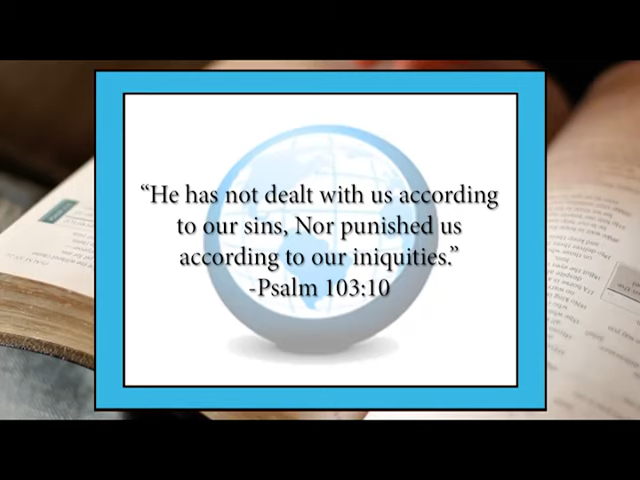 “He has not dealt with us according
to our sins, Nor punished us
according to our iniquities.”
-Psalm 103:10